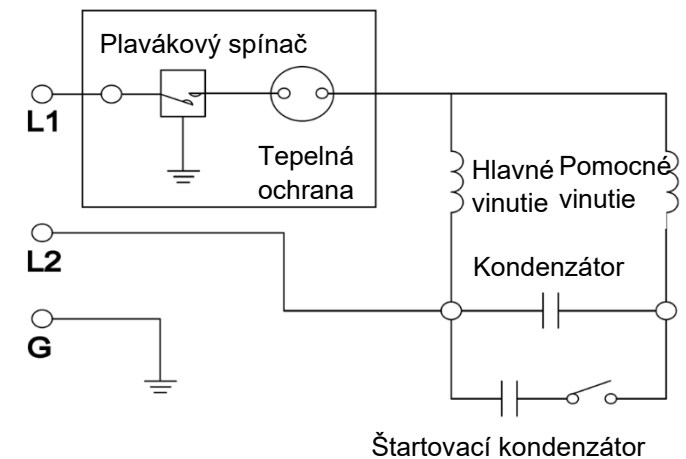 Plavákový spínač
L1
Tepelná
ochrana
Hlavné
vinutie
Pomocné
vinutie
L2
Kondenzátor
G
Štartovací kondenzátor